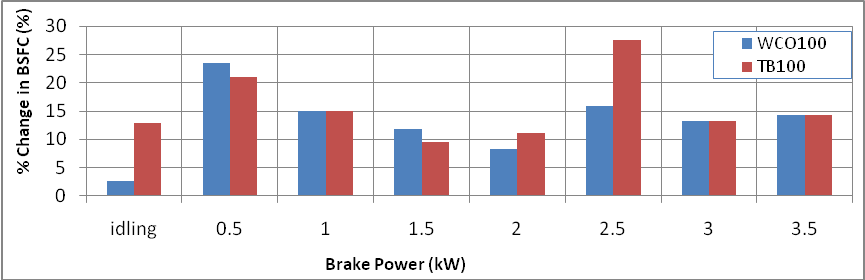 % Change in BSFC (%)
30
25
20
15
10
5
0
WCO100
TB100
idling 0.5 1 1.5 2 2.5 3 3.5
Brake Power (kW)